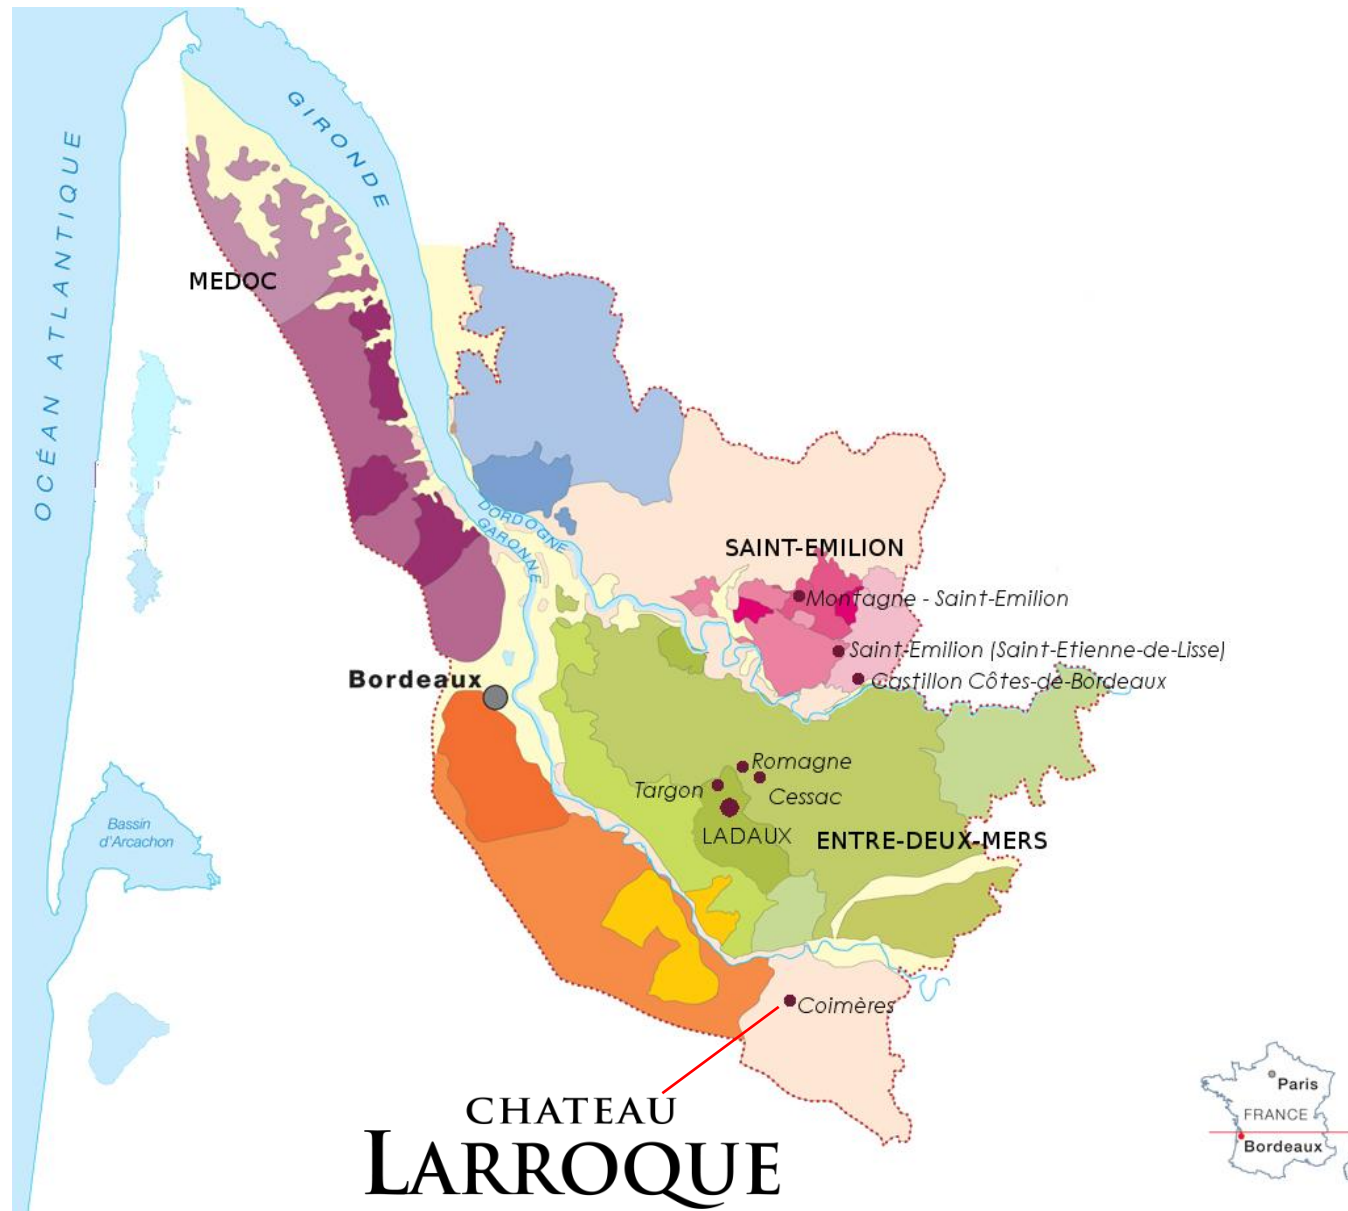 GIRONDE
OCÉAN ATLANTIQUE
MEDOC
DORDOGNE
GARONNE
SAINT-EMILION
Montagne - Saint-Emilion
Saint-Emilion (Saint-Etienne-de-Lisse)
Castillon Côtes-de-Bordeaux
Bordeaux
Romagne
Targon
Cessac
LADAUX
ENTRE-DEUX-MERS
Bassin
d'Arcachon
Coimères
CHATEAU
LARROQUE
Paris
FRANCE
Bordeaux